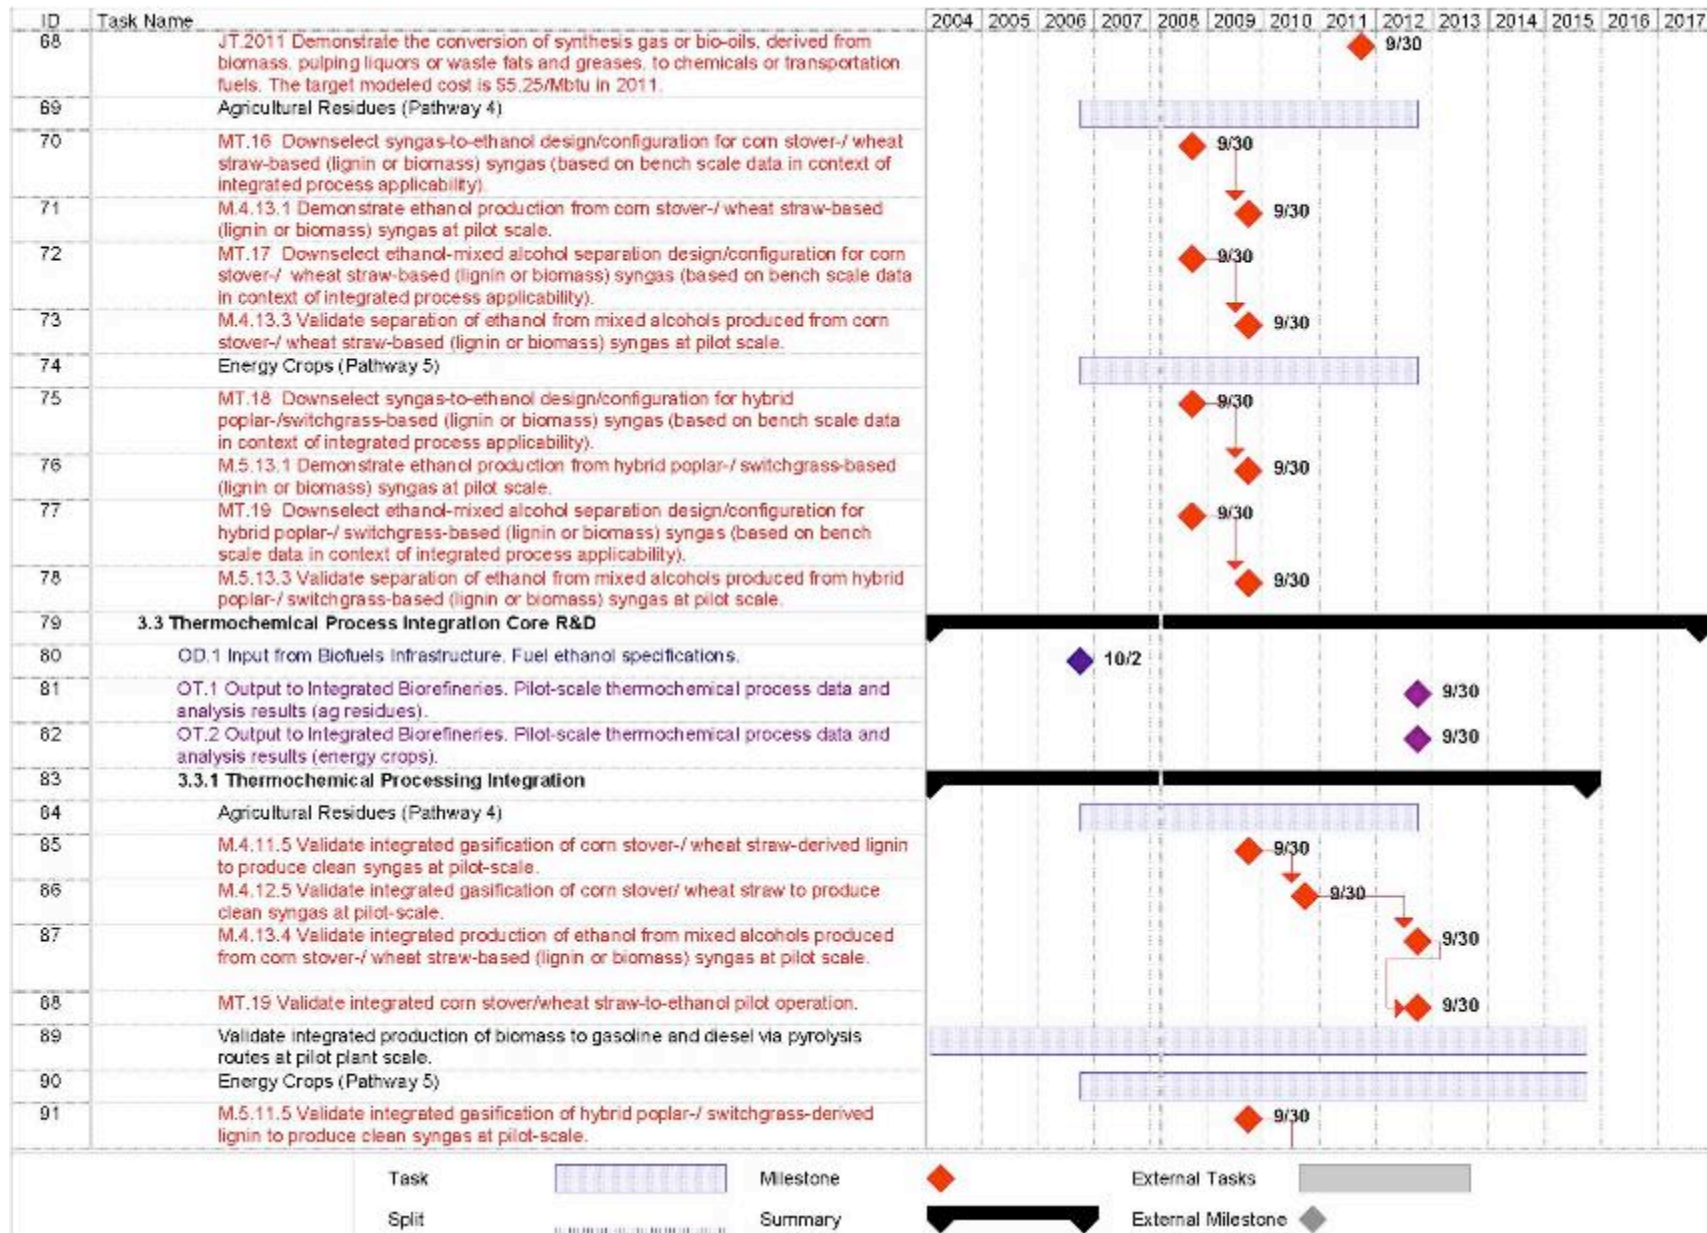 ID Task Name 2004 2005 2006 2007 2008 2009 2010 2011 2012 2013 2014 2015 2016 2017
68 JT.2011 Demonstrate the conversion of synthesis gas or bio-oils, derived from 9/30
biomass, pulping liquors or waste fats and greases, to chemicals or transportation
fuels. The target modeled cost is $5.25/Mbtu in 2011.
69 Agricultural Residues (Pathway 4)
70 MT.16 Downselect syngas-to-ethanol design/configuration for corn stover-/ wheat 9/30
straw-based (lignin or biomass) syngas (based on bench scale data in context of
integrated process applicability).
71 M.4.13.1 Demonstrate ethanol production from corn stover-/ wheat straw-based 9/30
(lignin or biomass) syngas at pilot scale.
72 MT.17 Downselect ethanol-mixed alcohol separation design/configuration for corn 9/30
stover-/ wheat straw-based (lignin or biomass) syngas (based on bench scale data
in context of integrated process applicability).
73 M.4.13.3 Validate separation of ethanol from mixed alcohols produced from corn 9/30
stover-/ wheat straw-based (lignin or biomass) syngas at pilot scale.
74 Energy Crops (Pathway 5)
75 MT.18 Downselect syngas-to-ethanol design/configuration for hybrid 9/30
poplar-/switchgrass-based (lignin or biomass) syngas (based on bench scale data
in context of integrated process applicability).
76 M.5.13.1 Demonstrate ethanol production from hybrid poplar-/ switchgrass-based 9/30
(lignin or biomass) syngas at pilot scale.
77 MT.19 Downselect ethanol-mixed alcohol separation design/configuration for 9/30
hybrid poplar-/ switchgrass-based (lignin or biomass) syngas (based on bench
scale data in context of integrated process applicability).
78 M.5.13.3 Validate separation of ethanol from mixed alcohols produced from hybrid 9/30
poplar-/ switchgrass-based (lignin or biomass) syngas at pilot scale.
79 3.3 Thermochemical Process Integration Core R&D
80 OD.1 Input from Biofuels Infrastructure. Fuel ethanol specifications. 10/2
81 OT.1 Output to Integrated Biorefineries. Pilot-scale thermochemical process data and 9/30
analysis results (ag residues).
82 OT.2 Output to Integrated Biorefineries. Pilot-scale thermochemical process data and 9/30
analysis results (energy crops).
83 3.3.1 Thermochemical Processing Integration
84 Agricultural Residues (Pathway 4)
85 M.4.11.5 Validate integrated gasification of corn stover-/ wheat straw-derived lignin 9/30
to produce clean syngas at pilot-scale.
86 M.4.12.5 Validate integrated gasification of corn stover/ wheat straw to produce 9/30
clean syngas at pilot-scale.
87 M.4.13.4 Validate integrated production of ethanol from mixed alcohols produced 9/30
from corn stover-/ wheat straw-based (lignin or biomass) syngas at pilot scale.
88 MT.19 Validate integrated corn stover/wheat straw-to-ethanol pilot operation. 9/30
89 Validate integrated production of biomass to gasoline and diesel via pyrolysis
routes at pilot plant scale.
90 Energy Crops (Pathway 5)
91 M.5.11.5 Validate integrated gasification of hybrid poplar-/ switchgrass-derived 9/30
lignin to produce clean syngas at pilot-scale.
Task Milestone External Tasks
Split Summary External Milestone